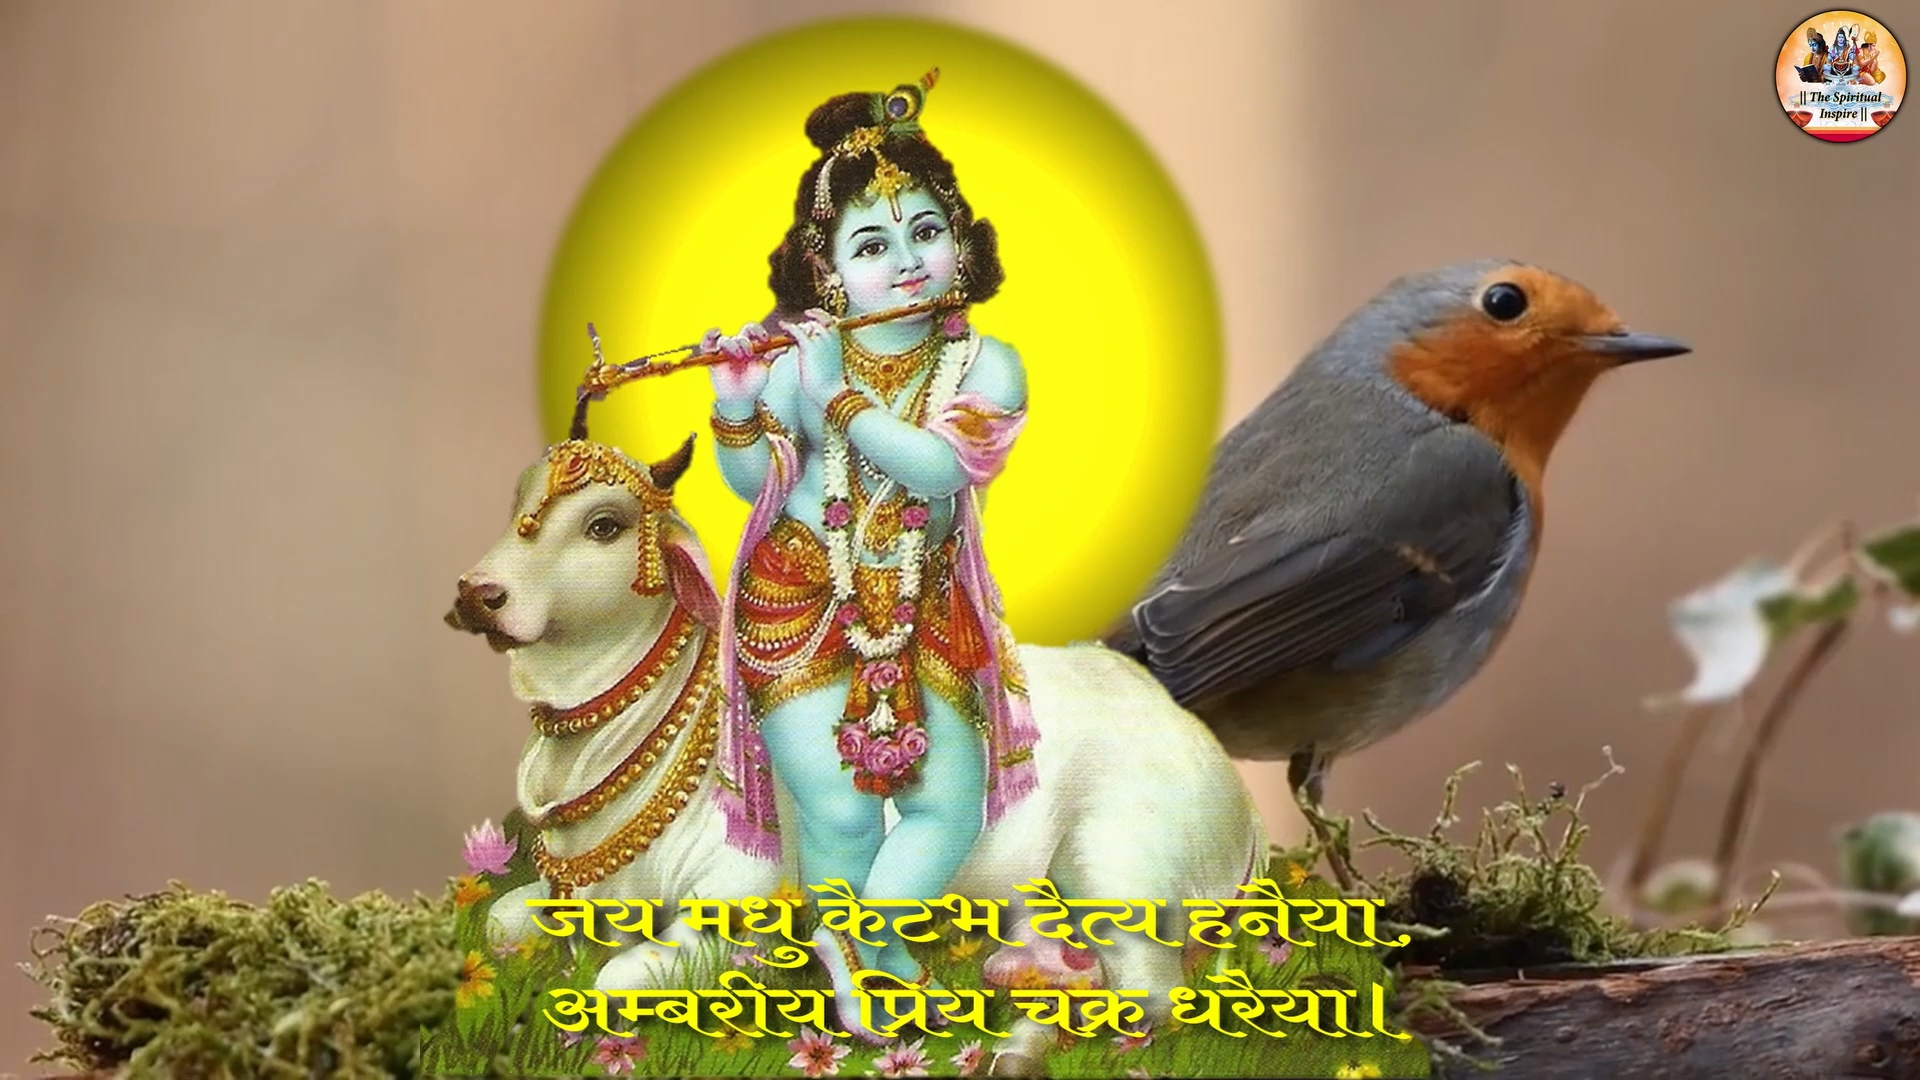 || The Spiritual
Inspire ||
जय मधु कैटभ दैत्य हनैया,
अम्बरीय प्रिय चक्र धरैया।